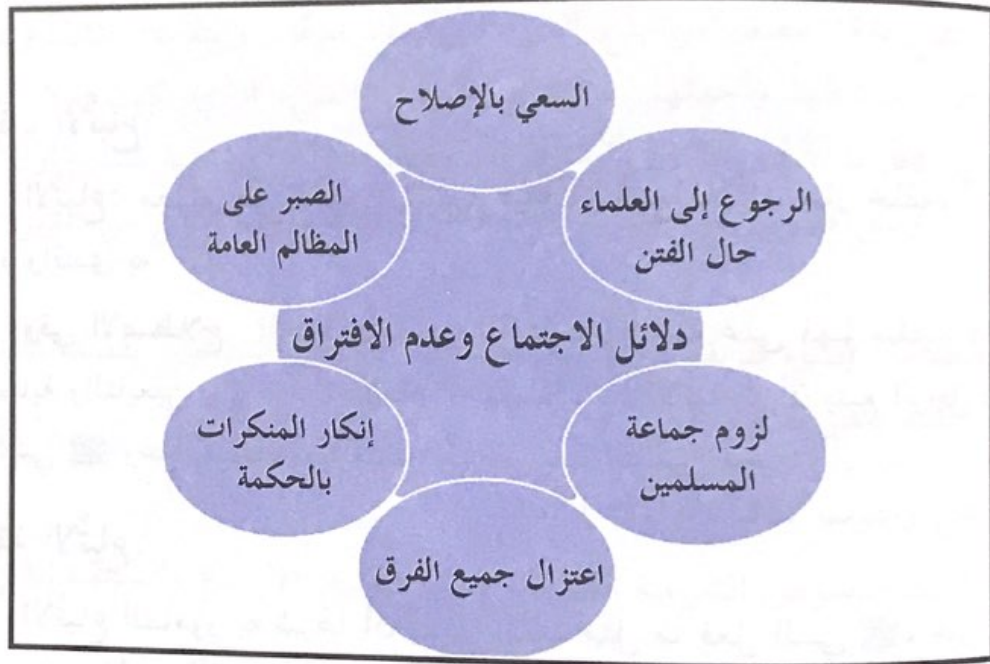 السعي بالإصلاح
الرجوع إلى العلماء
حال الفتن
الصبر على
المظالم العامة
دلائل الاجتماع وعدم الافتراق
لزوم جماعة
المسلمين
إنكار المنكرات
بالحكمة
اعتزال جميع الفرق